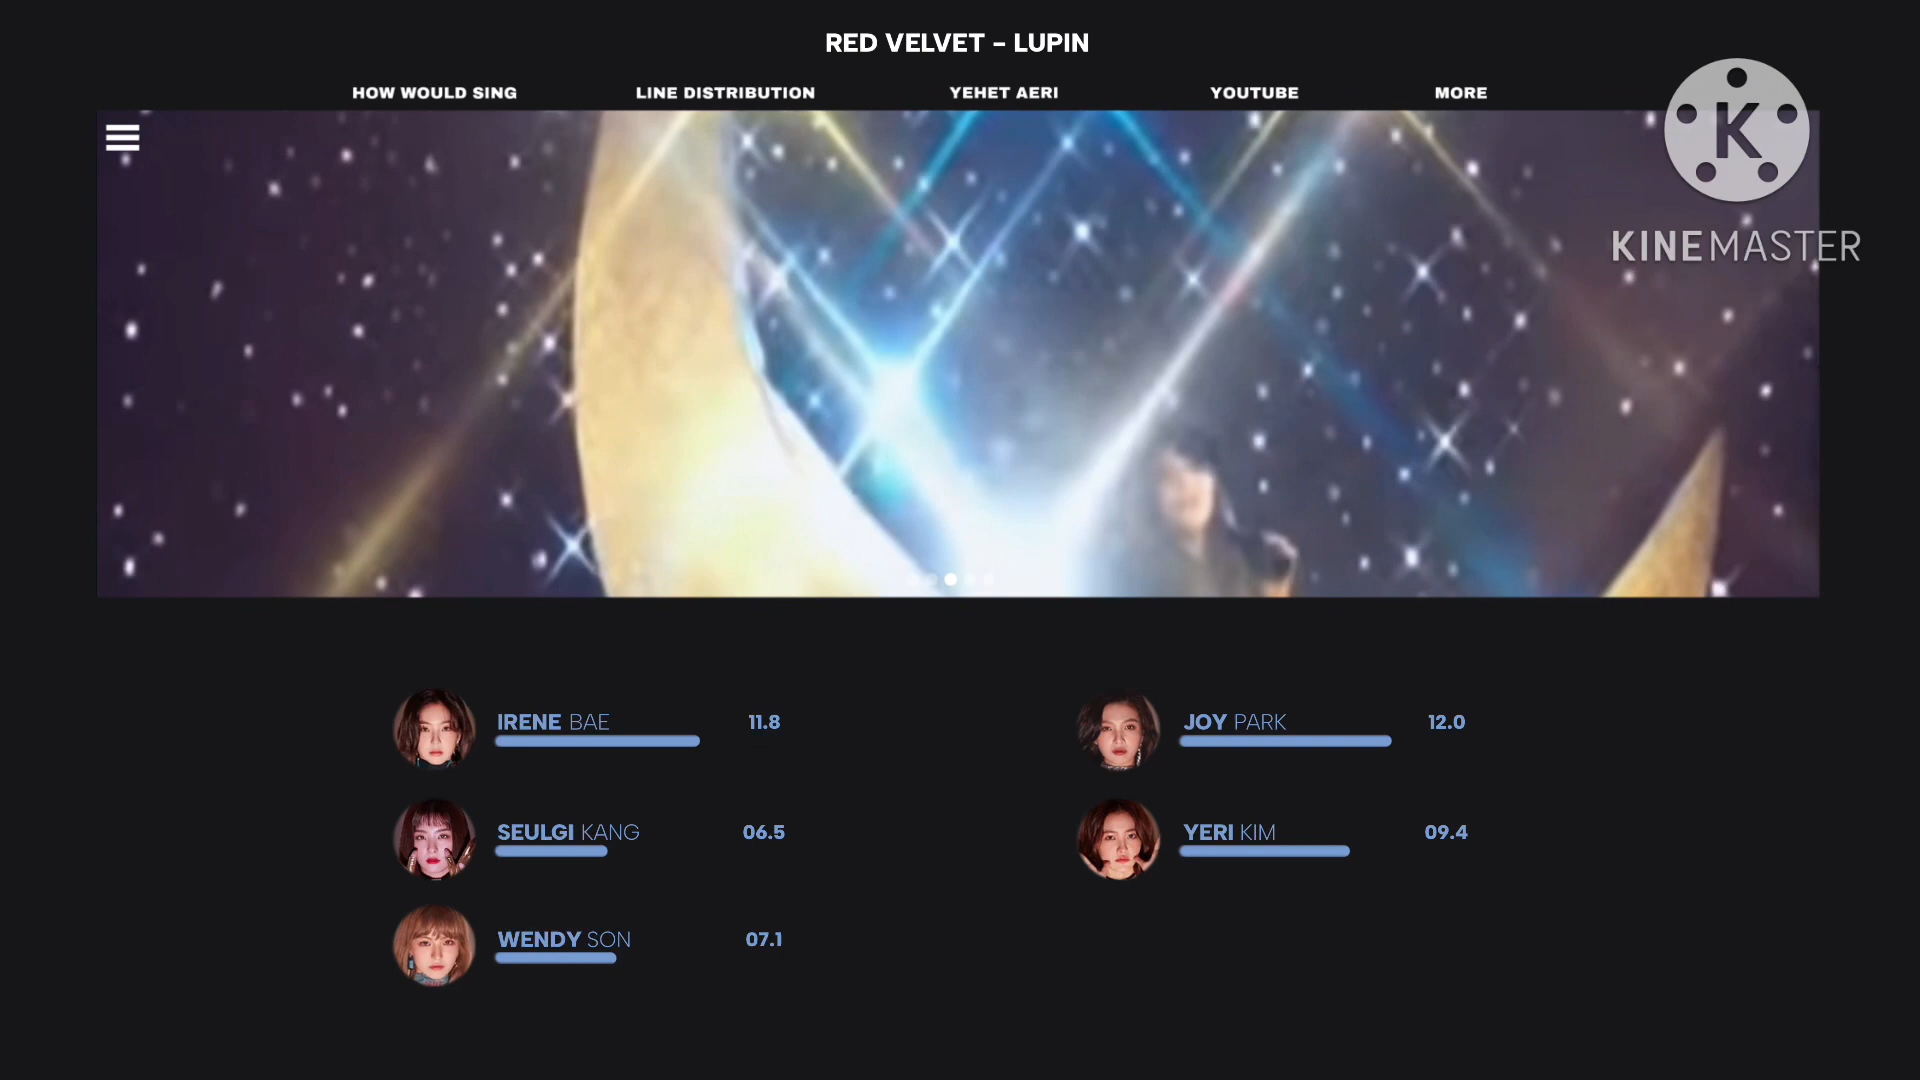 RED VELVET - LUPIN
HOW WOULD SING LINE DISTRIBUTION YEHET AERI YOUTUBE MORE
K
KINEMASTER
IRENE BAE 11.8
JOY PARK 12.0
SEULGI KANG 06.5
YERI KIM 09.4
WENDY SON 07.1